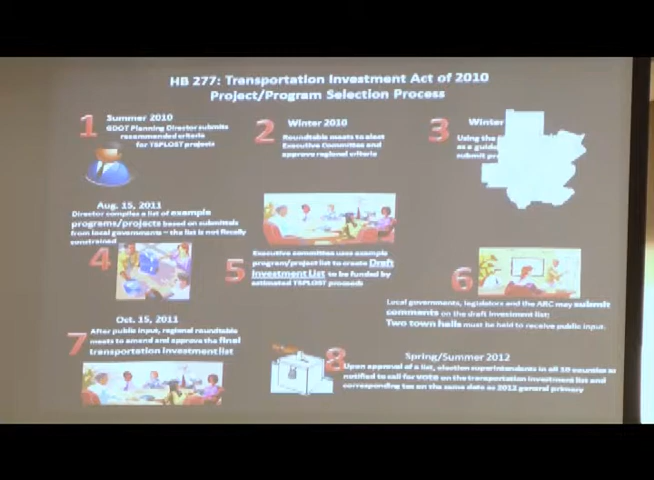 HB 277: Transportation Investment Act of 2010
Project/Program Selection Process
1
Summer 2010
GDOT Planning Director submits
recommended criteria
for TSPLOST projects
2
Winter 2010
Roundtable meets to elect
Executive Committee and
approve regional criteria
3
Winter
Using the
as a guide
submit
Aug. 15, 2011
Director compiles a list of example
programs/projects based on submittals
from local governments – the list is not fiscally
constrained
4
5
Executive committee uses example
program/project list to create Draft
Investment List to be funded by
estimated TSPLOST proceeds
6
Local governments, legislators and the ARC may submit
comments on the draft investment list;
Two town halls must be held to receive public input.
7
Oct. 15, 2011
After public input, regional roundtable
meets to amend and approve the final
transportation investment list
8
Spring/Summer 2012
Upon approval of a list, election superintendents in all 10 counties are
notified to call for vote on the transportation investment list and
corresponding tax on the same date as 2012 general primary